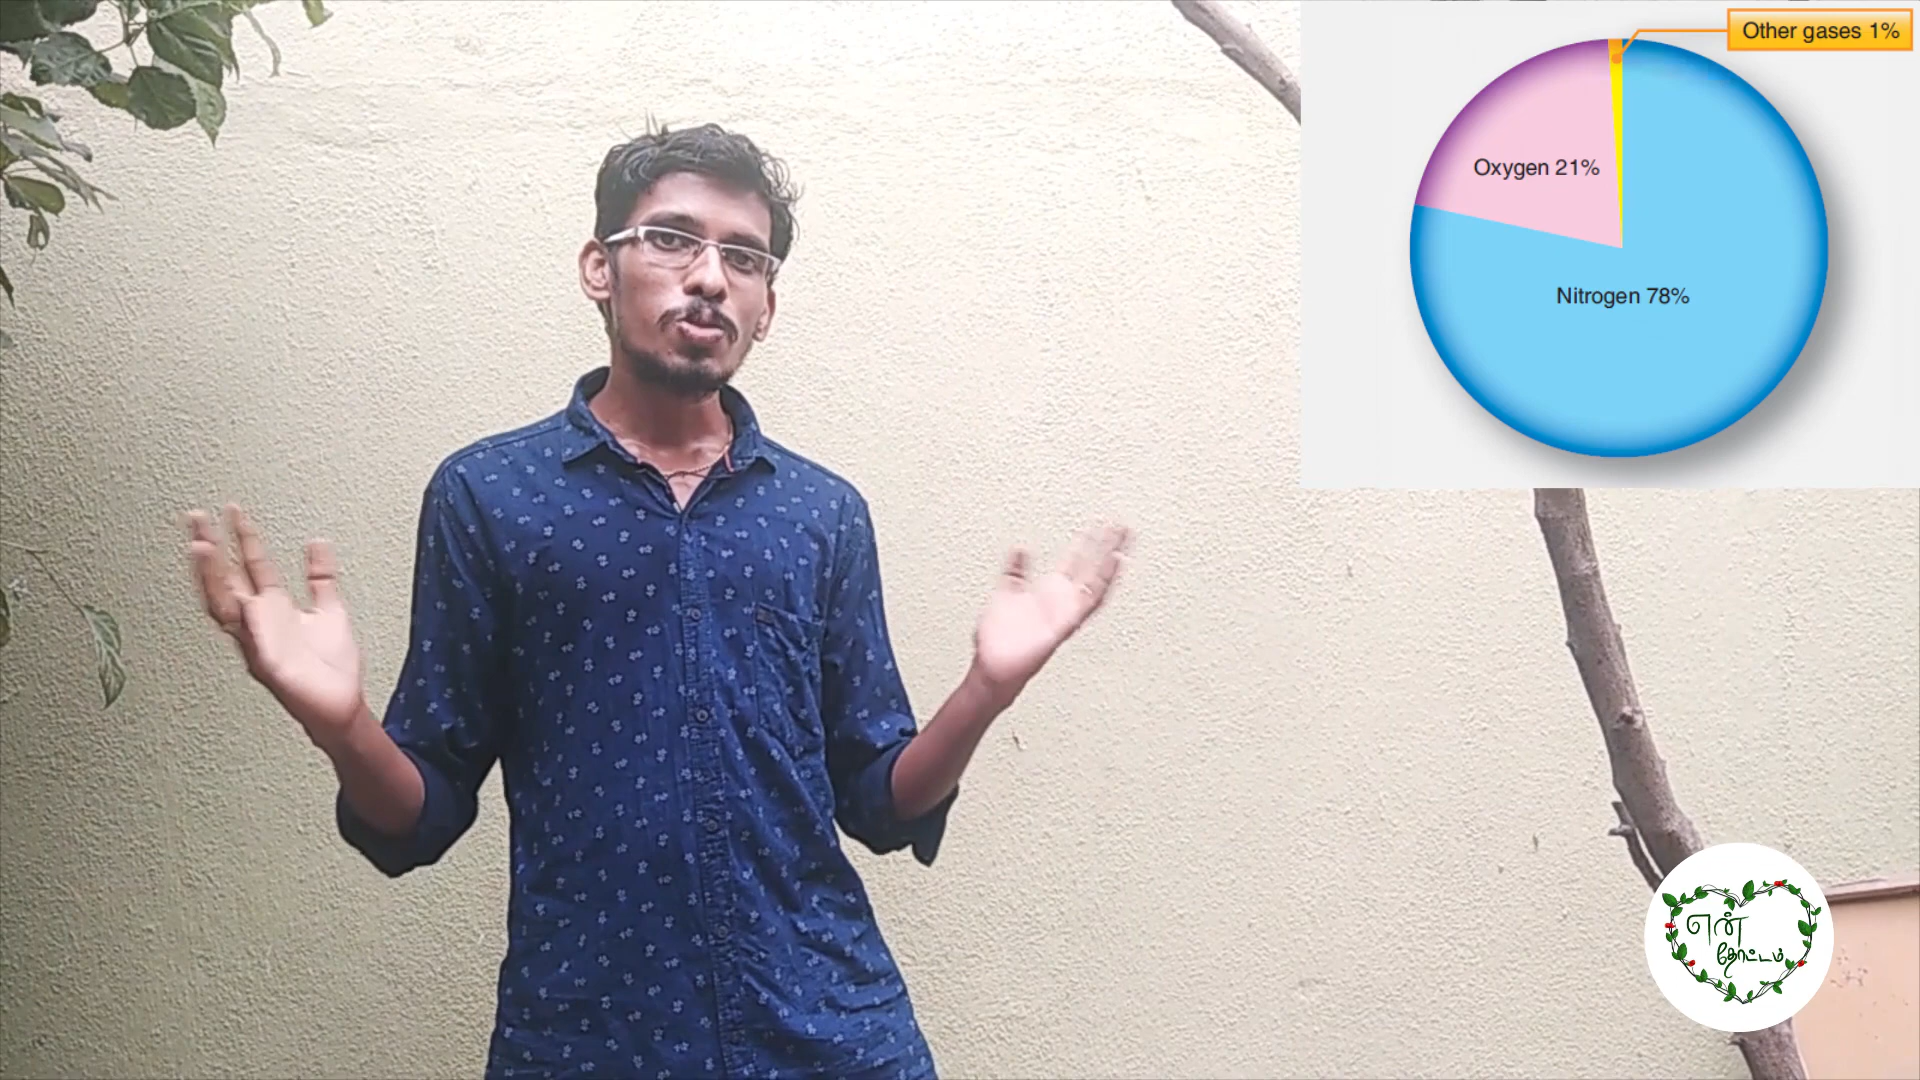 Other gases 1%
Oxygen 21%
Nitrogen 78%
என்
தோட்டம்